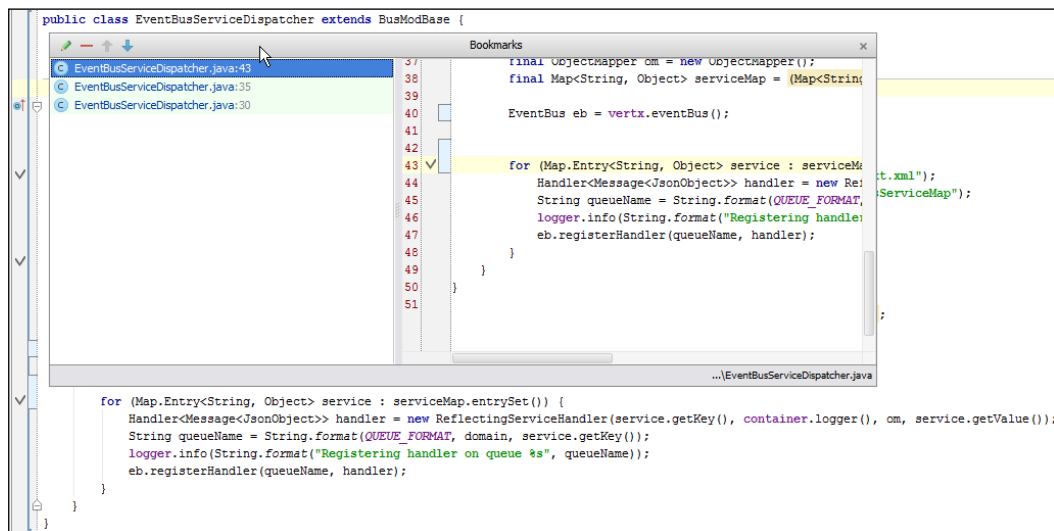 public class EventBusServiceDispatcher extends BusModBase {
Bookmarks
EventBusServiceDispatcher.java:43
EventBusServiceDispatcher.java:35
EventBusServiceDispatcher.java:30
37 final ObjectMapper om = new ObjectMapper();
38 final Map<String, Object> serviceMap = (Map<String
39
40 EventBus eb = vertx.eventBus();
41
42
43 for (Map.Entry<String, Object> service : serviceMa
44 Handler<Message<JsonObject>> handler = new Ref
45 String queueName = String.format(QUEUE_FORMAT,
46 logger.info(String.format("Registering handler
47 eb.registerHandler(queueName, handler);
48 }
49 }
50 }
51
t.xml");
sServiceMap");
;
...\EventBusServiceDispatcher.java
for (Map.Entry<String, Object> service : serviceMap.entrySet()) {
Handler<Message<JsonObject>> handler = new ReflectingServiceHandler(service.getKey(), container.logger(), om, service.getValue());
String queueName = String.format(QUEUE_FORMAT, domain, service.getKey());
logger.info(String.format("Registering handler on queue %s", queueName));
eb.registerHandler(queueName, handler);
}
}
}